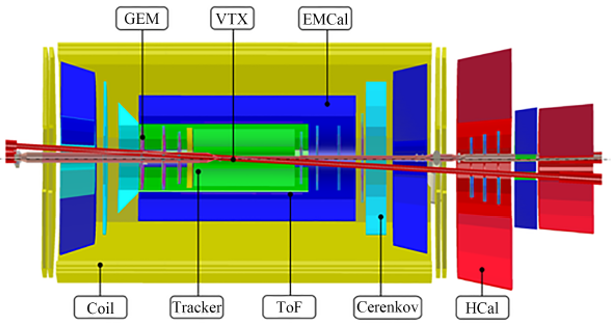 GEM
VTX
EMCal
Coil
Tracker
ToF
Cerenkov
HCal